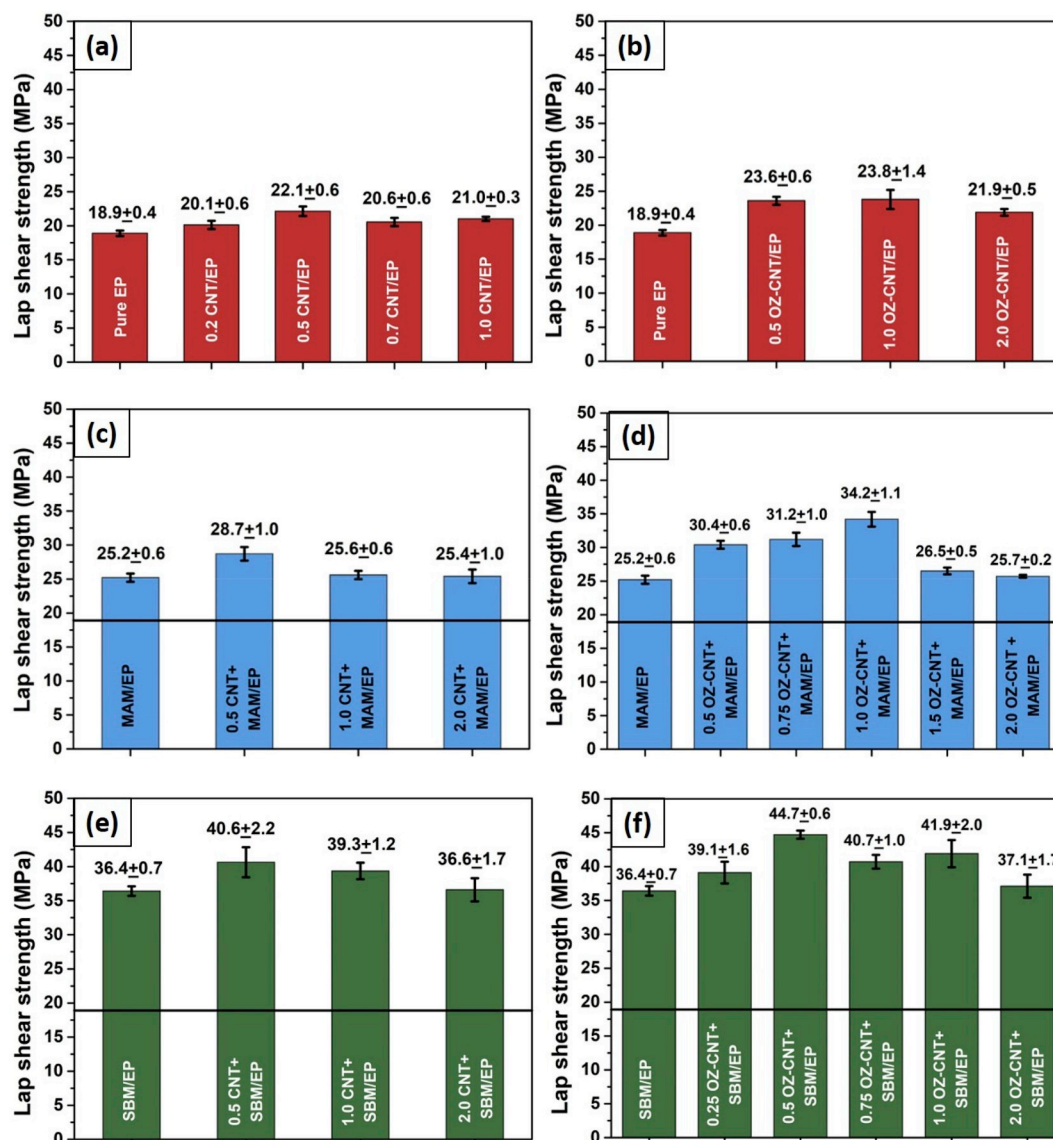 (a)
Lap shear strength (MPa)
50
45
40
35
30
25
20
15
10
5
0
18.9±0.4
20.1±0.6
22.1±0.6
20.6±0.6
21.0±0.3
Pure EP
0.2 CNT/EP
0.5 CNT/EP
0.7 CNT/EP
1.0 CNT/EP
(b)
Lap shear strength (MPa)
50
45
40
35
30
25
20
15
10
5
0
18.9±0.4
23.6±0.6
23.8±1.4
21.9±0.5
Pure EP
0.5 OZ-CNT/EP
1.0 OZ-CNT/EP
2.0 OZ-CNT/EP
(c)
Lap shear strength (MPa)
50
45
40
35
30
25
20
15
10
5
0
25.2±0.6
28.7±1.0
25.6±0.6
25.4±1.0
MAM/EP
0.5 CNT+
MAM/EP
1.0 CNT+
MAM/EP
2.0 CNT+
MAM/EP
(d)
Lap shear strength (MPa)
50
45
40
35
30
25
20
15
10
5
0
25.2±0.6
30.4±0.6
31.2±1.0
34.2±1.1
26.5±0.5
25.7±0.2
MAM/EP
0.5 OZ-CNT+
MAM/EP
0.75 OZ-CNT+
MAM/EP
1.0 OZ-CNT+
MAM/EP
1.5 OZ-CNT+
MAM/EP
2.0 OZ-CNT +
MAM/EP
(e)
Lap shear strength (MPa)
50
45
40
35
30
25
20
15
10
5
0
36.4±0.7
40.6±2.2
39.3±1.2
36.6±1.7
SBM/EP
0.5 CNT+
SBM/EP
1.0 CNT+
SBM/EP
2.0 CNT+
SBM/EP
(f)
Lap shear strength (MPa)
50
45
40
35
30
25
20
15
10
5
0
36.4±0.7
39.1±1.6
44.7±0.6
40.7±1.0
41.9±2.0
37.1±1.7
SBM/EP
0.25 OZ-CNT+
SBM/EP
0.5 OZ-CNT+
SBM/EP
0.75 OZ-CNT+
SBM/EP
1.0 OZ-CNT+
SBM/EP
2.0 OZ-CNT+
SBM/EP